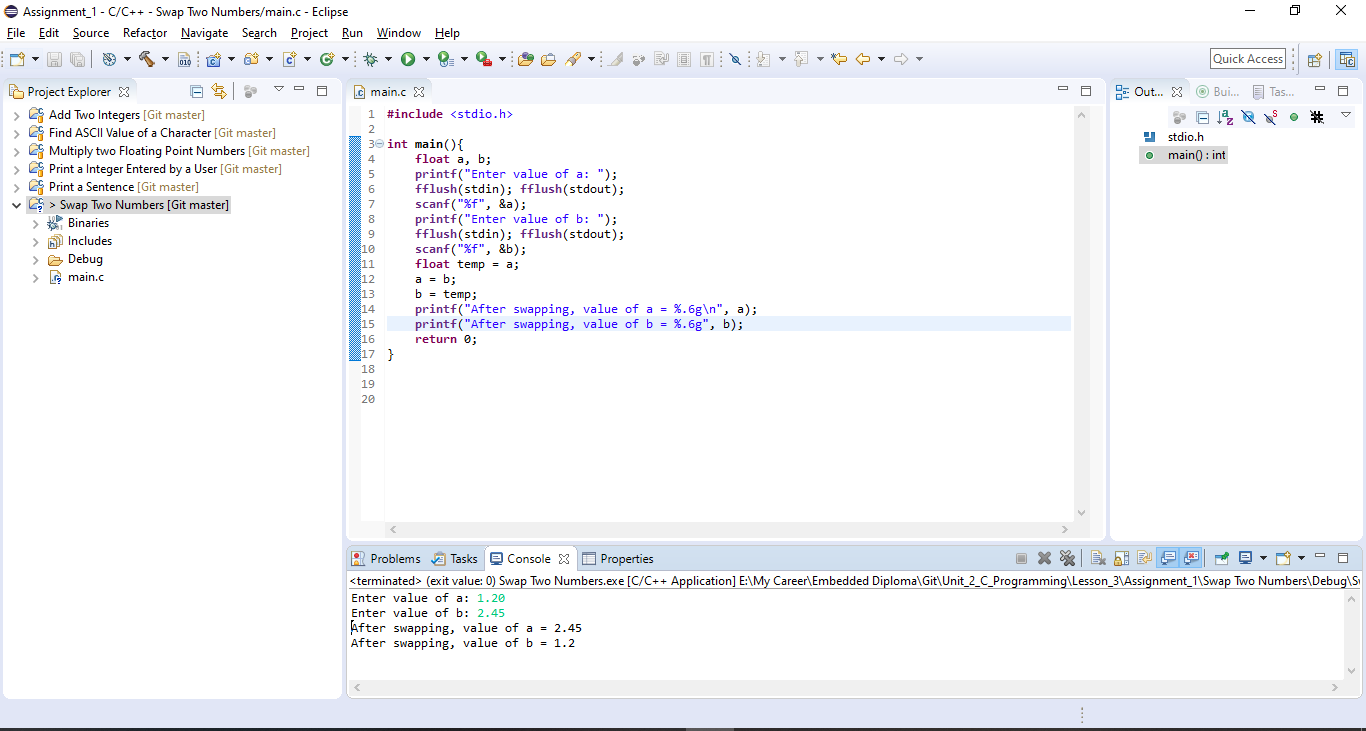 Assignment_1 - C/C++ - Swap Two Numbers/main.c - Eclipse
File Edit Source Refactor Navigate Search Project Run Window Help
Quick Access
Project Explorer
Add Two Integers [Git master]
Find ASCII Value of a Character [Git master]
Multiply two Floating Point Numbers [Git master]
Print a Integer Entered by a User [Git master]
Print a Sentence [Git master]
> Swap Two Numbers [Git master]
Binaries
Includes
Debug
main.c
main.c
1 #include <stdio.h>
2
3 int main(){
4 float a, b;
5 printf("Enter value of a: ");
6 fflush(stdin); fflush(stdout);
7 scanf("%f", &a);
8 printf("Enter value of b: ");
9 fflush(stdin); fflush(stdout);
10 scanf("%f", &b);
11 float temp = a;
12 a = b;
13 b = temp;
14 printf("After swapping, value of a = %.6g\n", a);
15 printf("After swapping, value of b = %.6g", b);
16 return 0;
17 }
18
19
20
Out... Bui... Tas...
stdio.h
main() : int
Problems Tasks Console Properties
<terminated> (exit value: 0) Swap Two Numbers.exe [C/C++ Application] E:\My Career\Embedded Diploma\Git\Unit_2_C_Programming\Lesson_3\Assignment_1\Swap Two Numbers\Debug\S
Enter value of a: 1.20
Enter value of b: 2.45
After swapping, value of a = 2.45
After swapping, value of b = 1.2